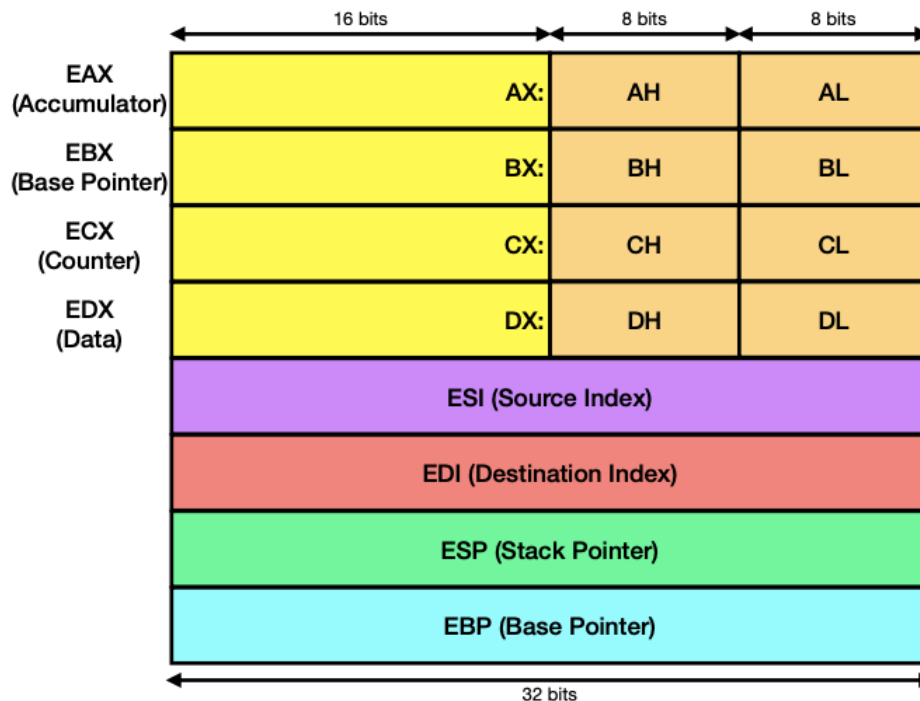 16 bits 8 bits 8 bits
EAX
(Accumulator)
AX: AH AL
EBX
(Base Pointer)
BX: BH BL
ECX
(Counter)
CX: CH CL
EDX
(Data)
DX: DH DL
ESI (Source Index)
EDI (Destination Index)
ESP (Stack Pointer)
EBP (Base Pointer)
32 bits